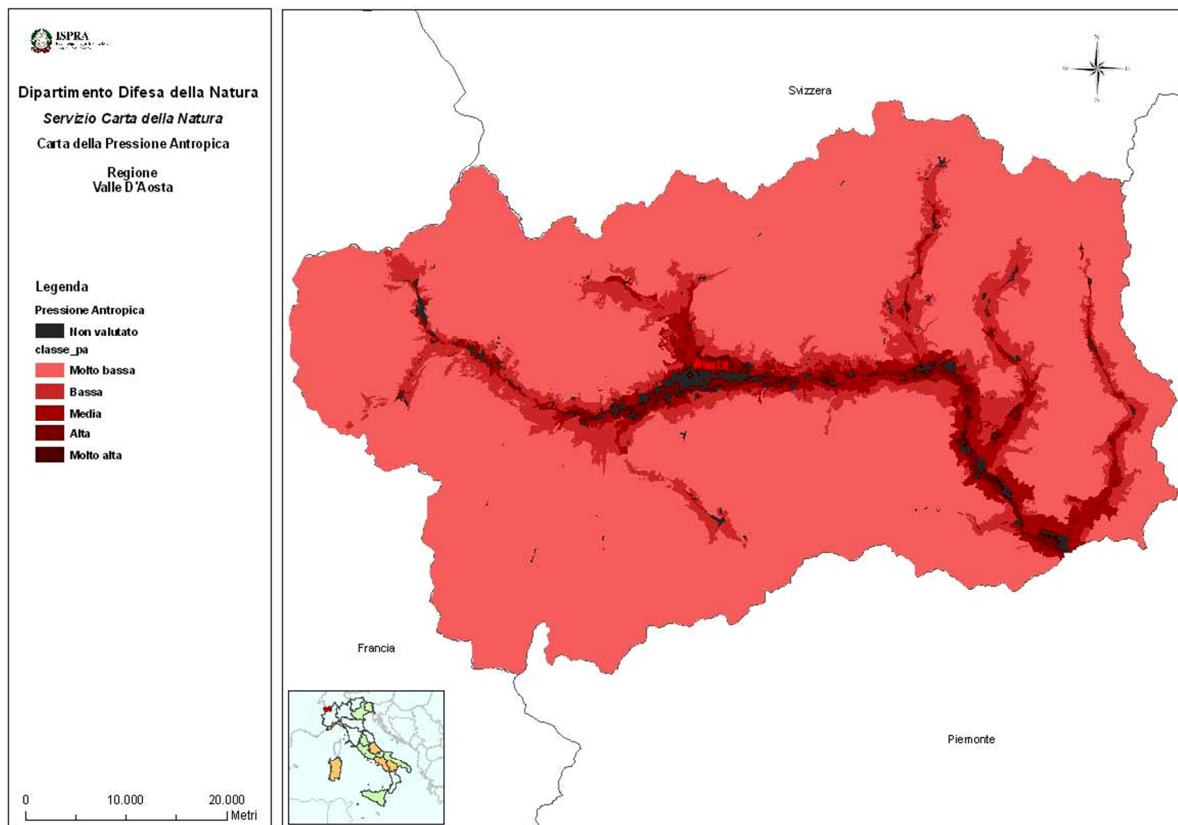 ISPRA
Dipartimento Difesa della Natura
Servizio Carta della Natura
Carta della Pressione Antropica
Regione
Valle D'Aosta
Legenda
Pressione Antropica
Non valutato
classe_pa
Molto bassa
Bassa
Media
Alta
Molto alta
0 10.000 20.000
Metri
Svizzera
N
W E
S
Francia
Piemonte